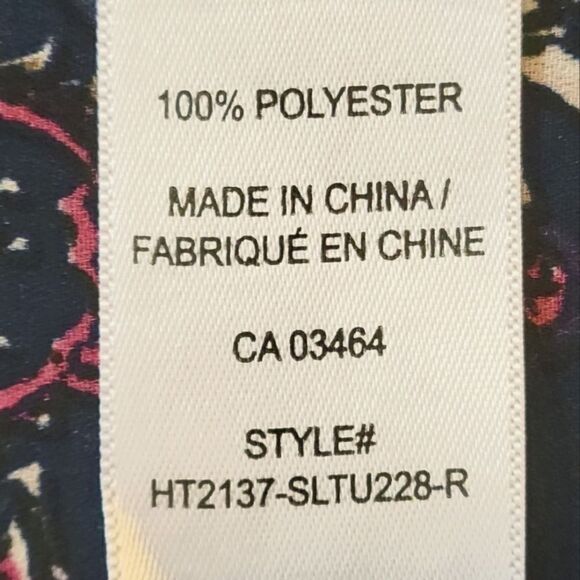 100% POLYESTER
MADE IN CHINA /
FABRIQUÉ EN CHINE
CA 03464
STYLE#
HT2137-SLTU228-R